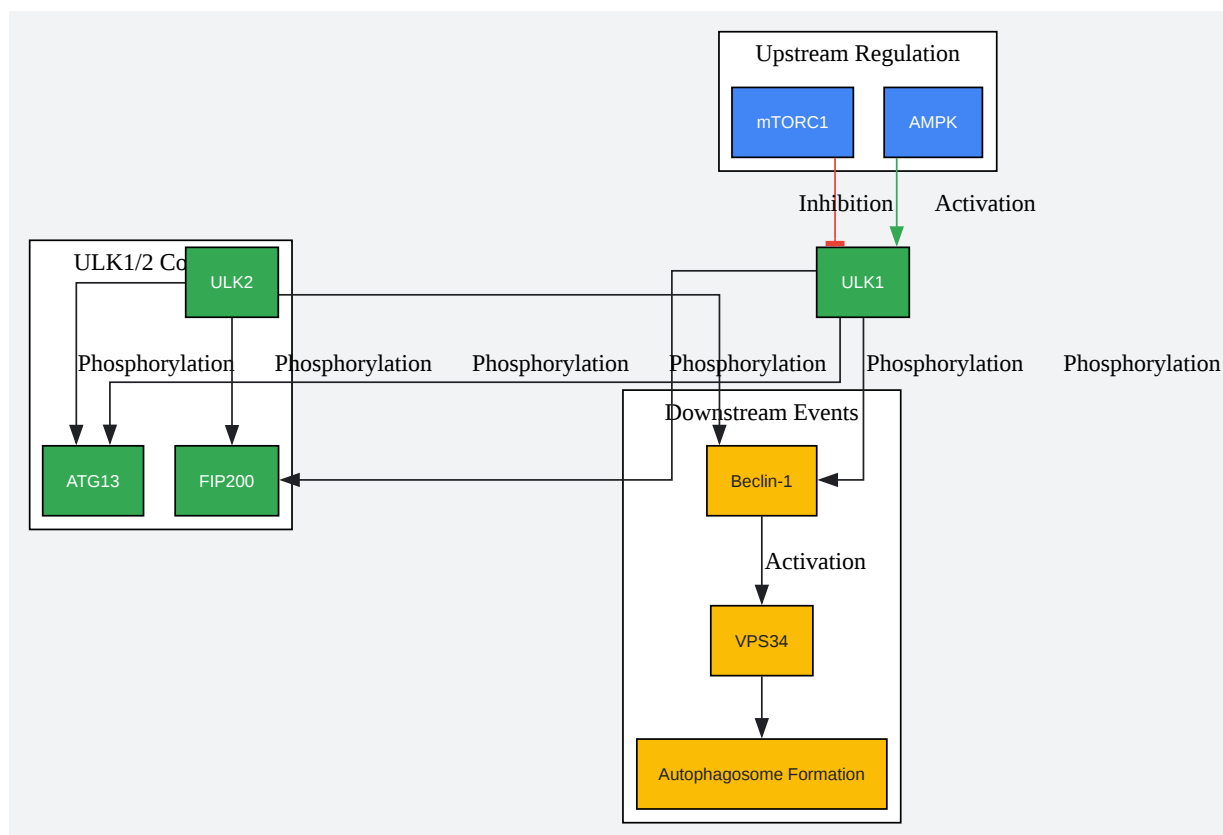 Upstream Regulation
mTORC1
AMPK
Inhibition
Activation
ULK1/2 Co
ULK2
ULK1
Phosphorylation
Phosphorylation
Phosphorylation
Phosphorylation
Phosphorylation
Phosphorylation
Downstream Events
ATG13
FIP200
Beclin-1
Activation
VPS34
Autophagosome Formation